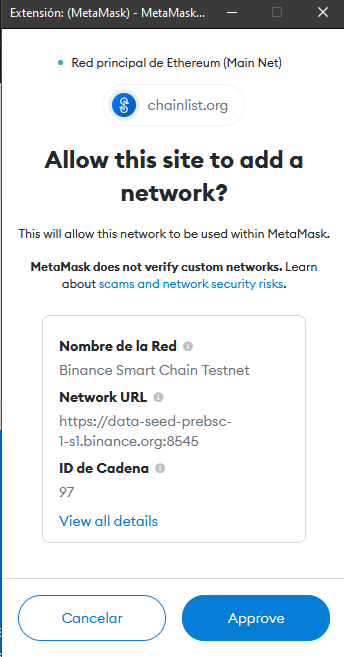 Extensión: (MetaMask) - MetaMask...
Red principal de Ethereum (Main Net)
chainlist.org
Allow this site to add a
network?
This will allow this network to be used within MetaMask.
MetaMask does not verify custom networks. Learn
about scams and network security risks.
Nombre de la Red
Binance Smart Chain Testnet
Network URL
https://data-seed-prebsc-
1-s1.binance.org:8545
ID de Cadena
97
View all details
Cancelar
Approve